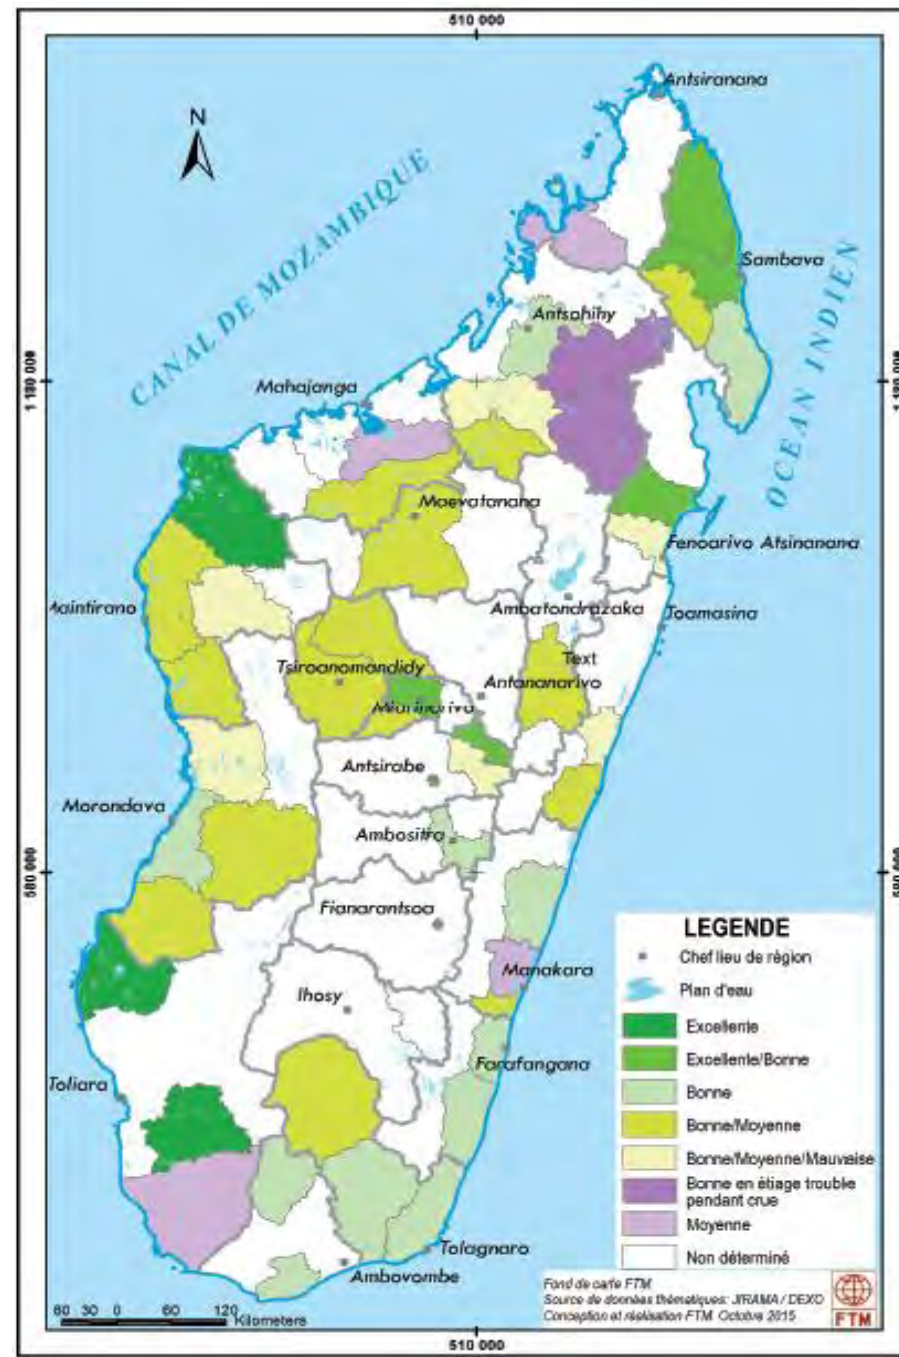 510 000
Antsiranana
N
CANAL DE MOZAMBIQUE
Sambava
OCEAN INDIEN
Antsohihy
1 180 000
1 180 000
Mahajanga
Maevatanana
Fenoarivo Atsinanana
Maintirano
Ambatondrazaka
Toamasina
Text
Tsiroanomandidy
Antananarivo
Miarinarivo
Antsirabe
Morondava
Ambositra
580 000
580 000
Fianarantsoa
Manakara
Ihosy
Farafangana
Toliara
Tolagnaro
Ambovombe
LEGENDE
Chef lieu de région
Plan d'eau
Excellente
Excellente/Bonne
Bonne
Bonne/Moyenne
Bonne/Moyenne/Mauvaise
Bonne en étiage trouble
pendant crue
Moyenne
Non déterminé
Fond de carte FTM
Source de données thématiques: JIRAMA / DEXO
Conception et réalisation FTM. Octobre 2015
FTM
60 30 0 60 120
Kilometers
510 000